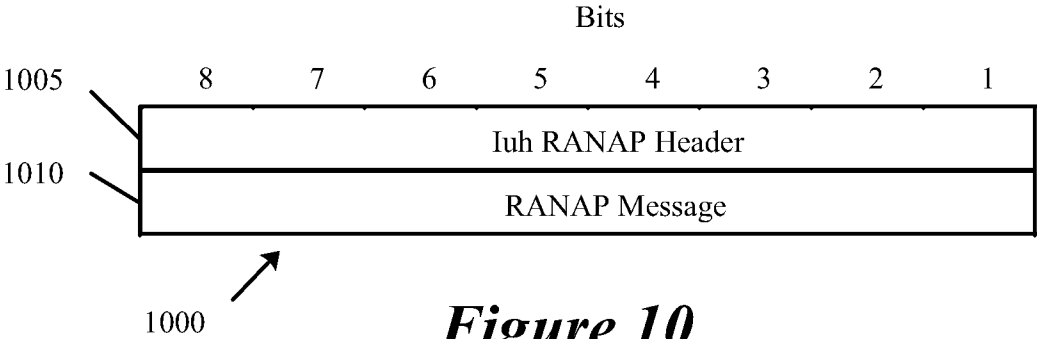 Bits
1005 8 7 6 5 4 3 2 1
Iuh RANAP Header
1010
RANAP Message
1000
Figure 10